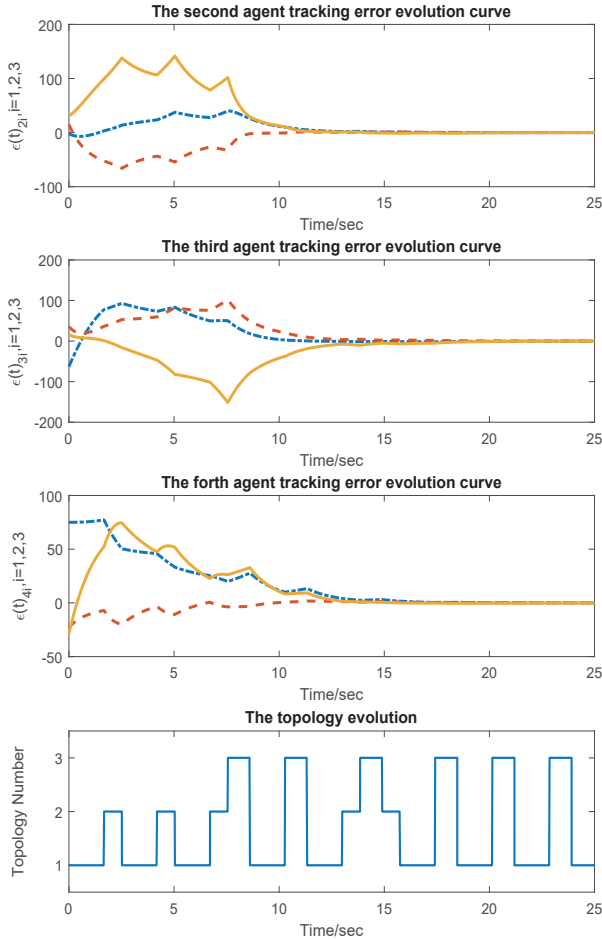 The second agent tracking error evolution curve
200
100
0
-100
ϵ(t)2i,i=1,2,3
0 5 10 15 20 25
Time/sec
The third agent tracking error evolution curve
200
100
0
-100
-200
ϵ(t)3i,i=1,2,3
0 5 10 15 20 25
Time/sec
The forth agent tracking error evolution curve
100
50
0
-50
ϵ(t)4i,i=1,2,3
0 5 10 15 20 25
Time/sec
The topology evolution
3
2
1
Topology Number
0 5 10 15 20 25
Time/sec